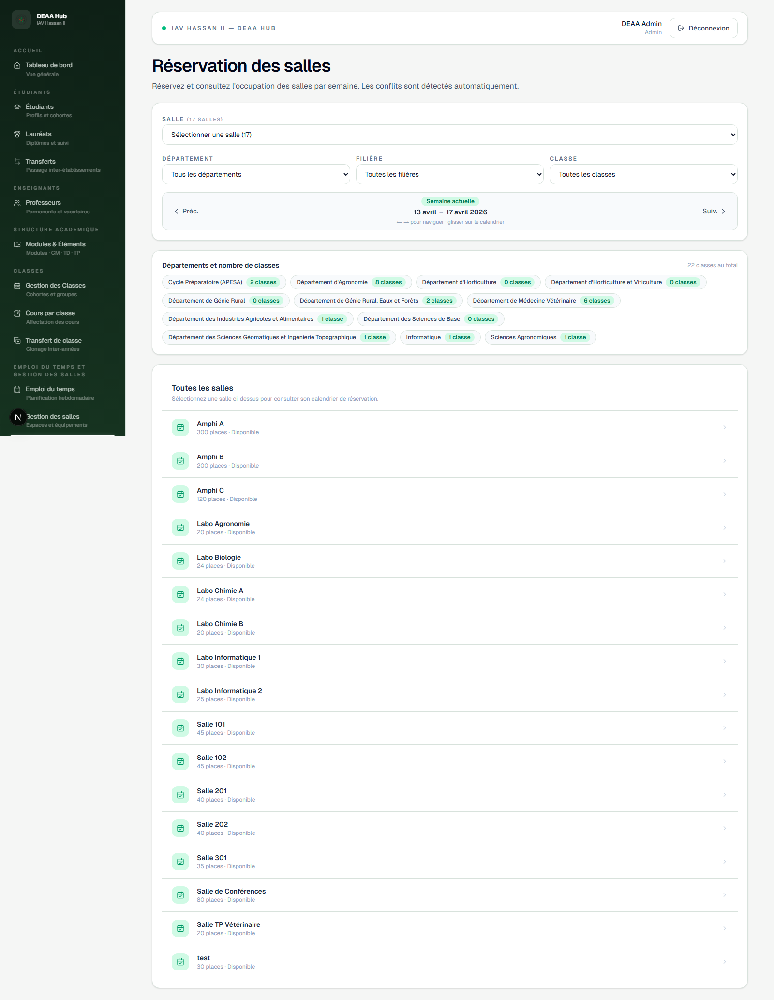 DEAA Hub
IAV Hassan II
ACCUEIL
Tableau de bord
Vue générale
ÉTUDIANTS
Étudiants
Profils et cohortes
Lauréats
Diplômes et suivi
Transferts
Passage inter-établissements
ENSEIGNANTS
Professeurs
Permanents et vacataires
STRUCTURE ACADÉMIQUE
Modules & Éléments
Modules · CM · TD · TP
CLASSES
Gestion des Classes
Cohortes et groupes
Cours par classe
Affectation des cours
Transfert de classe
Clonage inter-années
EMPLOI DU TEMPS ET
GESTION DES SALLES
Emploi du temps
Planification hebdomadaire
N
Gestion des salles
Espaces et équipements
IAV HASSAN II — DEAA HUB
DEAA Admin
Admin
Déconnexion
Réservation des salles
Réservez et consultez l'occupation des salles par semaine. Les conflits sont détectés automatiquement.
SALLE (17 SALLES)
Sélectionner une salle (17)
DÉPARTEMENT
Tous les départements
FILIÈRE
Toutes les filières
CLASSE
Toutes les classes
Préc.
Semaine actuelle
13 avril – 17 avril 2026
←→ pour naviguer · glisser sur le calendrier
Suiv.
Départements et nombre de classes
22 classes au total
Cycle Préparatoire (APESA) 2 classes
Département d'Agronomie 8 classes
Département d'Horticulture 0 classes
Département d'Horticulture et Viticulture 0 classes
Département de Génie Rural 0 classes
Département de Génie Rural, Eaux et Forêts 2 classes
Département de Médecine Vétérinaire 6 classes
Département des Industries Agricoles et Alimentaires 1 classe
Département des Sciences de Base 0 classes
Département des Sciences Géomatiques et Ingénierie Topographique 1 classe
Informatique 1 classe
Sciences Agronomiques 1 classe
Toutes les salles
Sélectionnez une salle ci-dessus pour consulter son calendrier de réservation.
Amphi A
300 places · Disponible
Amphi B
200 places · Disponible
Amphi C
120 places · Disponible
Labo Agronomie
20 places · Disponible
Labo Biologie
24 places · Disponible
Labo Chimie A
24 places · Disponible
Labo Chimie B
20 places · Disponible
Labo Informatique 1
30 places · Disponible
Labo Informatique 2
25 places · Disponible
Salle 101
45 places · Disponible
Salle 102
45 places · Disponible
Salle 201
40 places · Disponible
Salle 202
40 places · Disponible
Salle 301
35 places · Disponible
Salle de Conférences
80 places · Disponible
Salle TP Vétérinaire
20 places · Disponible
test
30 places · Disponible